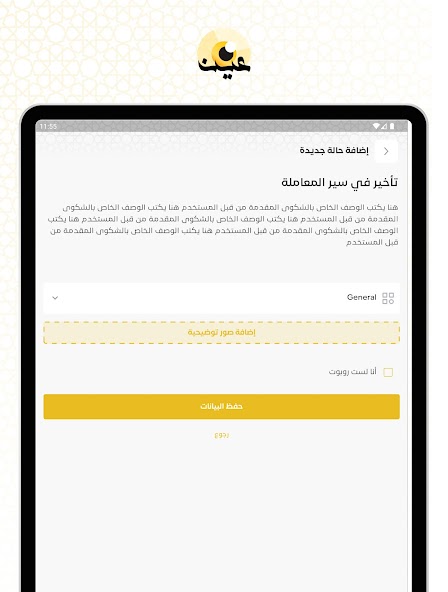 عين
11:55
إضافة حالة جديدة
تأخير في سير المعاملة
هنا يكتب الوصف الخاص بالشكوى المقدمة من قبل المستخدم هنا يكتب الوصف الخاص بالشكوى
المقدمة من قبل المستخدم هنا يكتب الوصف الخاص بالشكوى المقدمة من قبل المستخدم هنا يكتب
الوصف الخاص بالشكوى المقدمة من قبل المستخدم هنا يكتب الوصف الخاص بالشكوى المقدمة من
قبل المستخدم
General
إضافة صور توضيحية
أنا لست روبوت
حفظ البيانات
رجوع